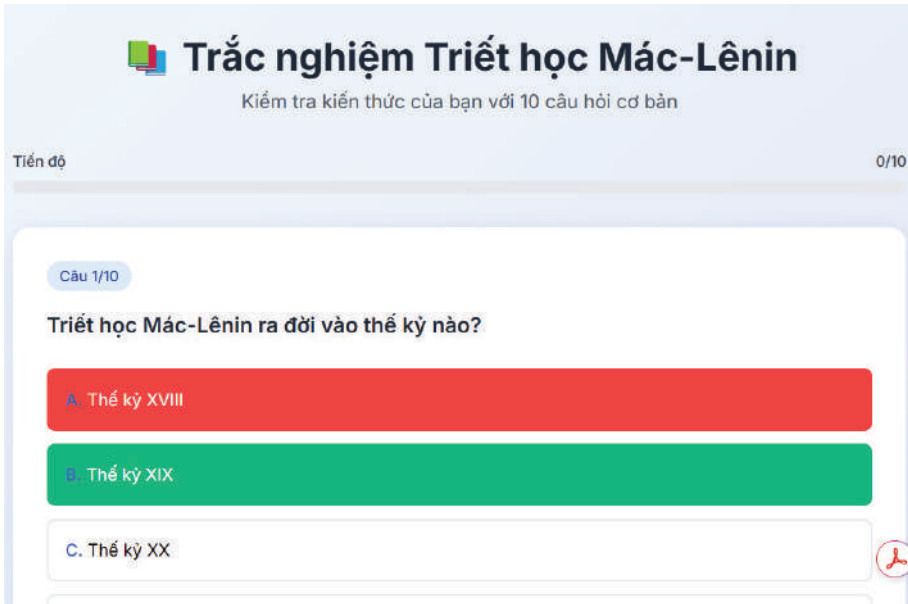 Trắc nghiệm Triết học Mác-Lênin
Kiểm tra kiến thức của bạn với 10 câu hỏi cơ bản
Tiến độ 0/10
Câu 1/10
Triết học Mác-Lênin ra đời vào thế kỷ nào?
A. Thế kỷ XVIII
B. Thế kỷ XIX
C. Thế kỷ XX